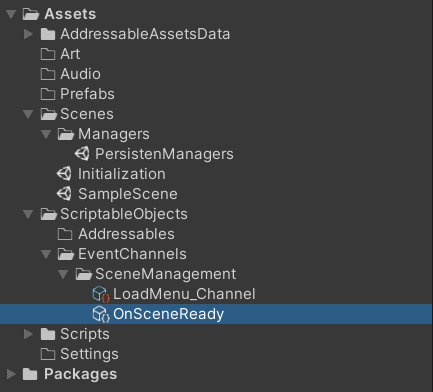 Assets
AddressableAssetsData
Art
Audio
Prefabs
Scenes
Managers
PersistenManagers
Initialization
SampleScene
ScriptableObjects
Addressables
EventChannels
SceneManagement
LoadMenu_Channel
OnSceneReady
Scripts
Settings
Packages